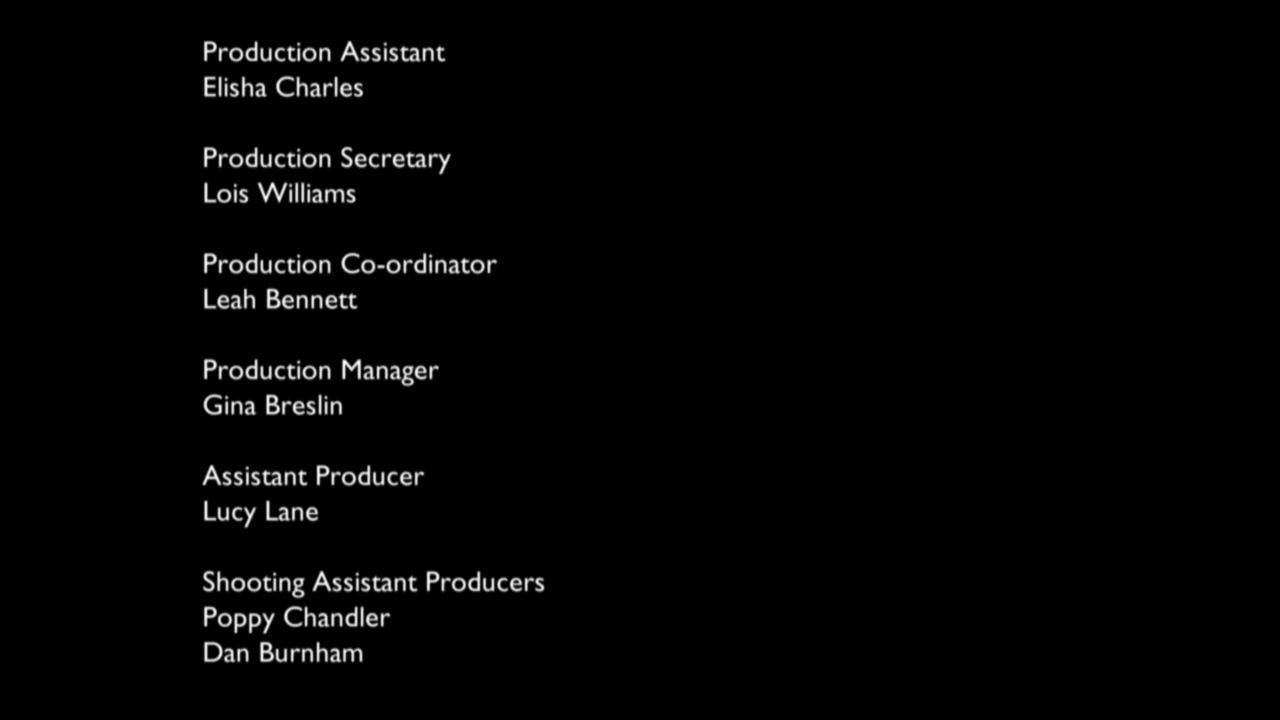 Production Assistant
Elisha Charles
Production Secretary
Lois Williams
Production Co-ordinator
Leah Bennett
Production Manager
Gina Breslin
Assistant Producer
Lucy Lane
Shooting Assistant Producers
Poppy Chandler
Dan Burnham